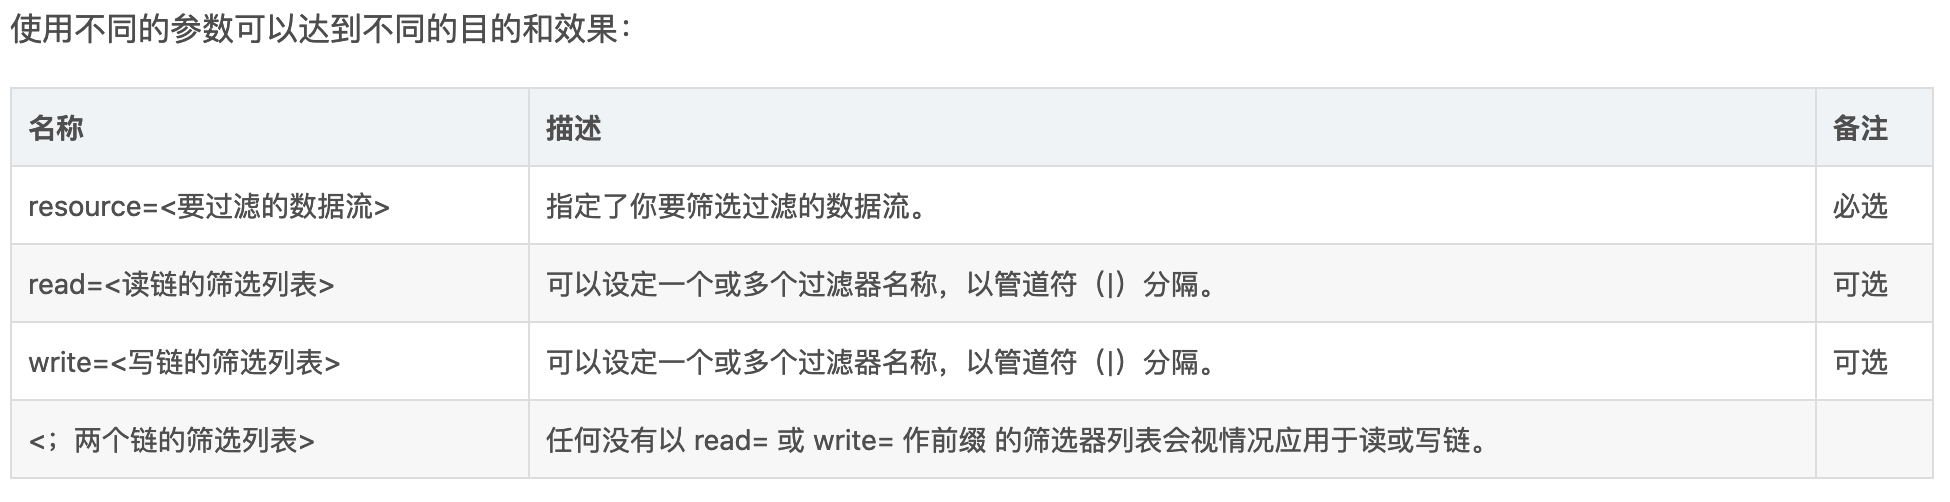 使用不同的参数可以达到不同的目的和效果：
名称 描述 备注
resource=<要过滤的数据流> 指定了你要筛选过滤的数据流。 必选
read=<读链的筛选列表> 可以设定一个或多个过滤器名称，以管道符（|）分隔。 可选
write=<写链的筛选列表> 可以设定一个或多个过滤器名称，以管道符（|）分隔。 可选
<；两个链的筛选列表> 任何没有以 read= 或 write= 作前缀 的筛选器列表会视情况应用于读或写链。